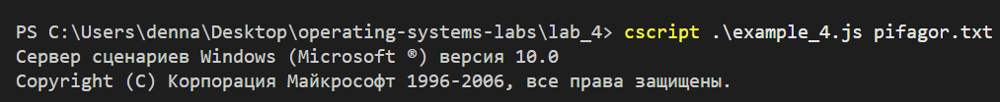 PS C:\Users\denna\Desktop\operating-systems-labs\lab_4> cscript .\example_4.js pifagor.txt
Сервер сценариев Windows (Microsoft ®) версия 10.0
Copyright (C) Корпорация Майкрософт 1996-2006, все права защищены.